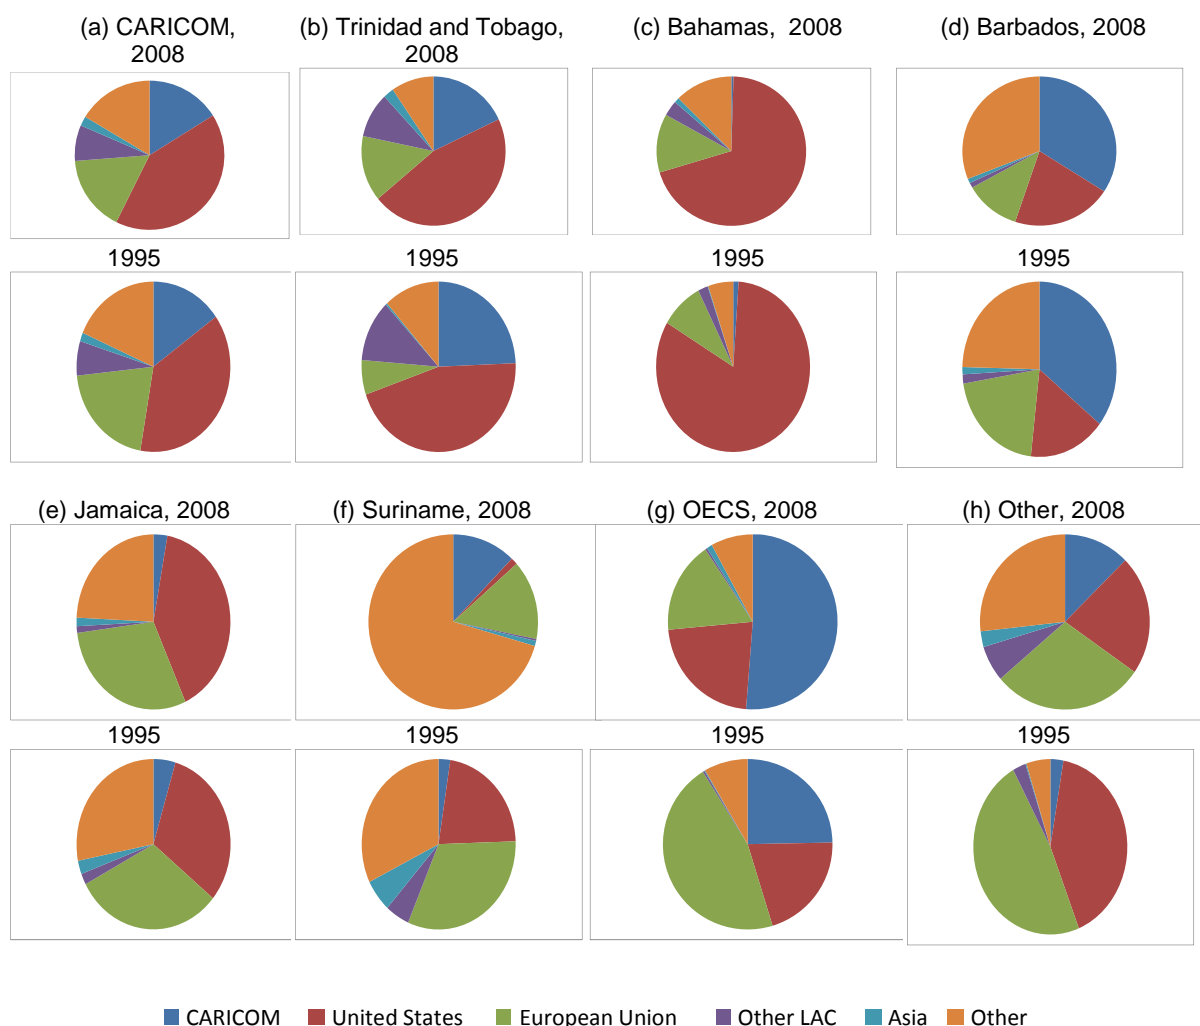 (a) CARICOM,
2008
(b) Trinidad and Tobago,
2008
(c) Bahamas, 2008
(d) Barbados, 2008
1995
1995
1995
1995
(e) Jamaica, 2008
(f) Suriname, 2008
(g) OECS, 2008
(h) Other, 2008
1995
1995
1995
1995
CARICOM United States European Union Other LAC Asia Other